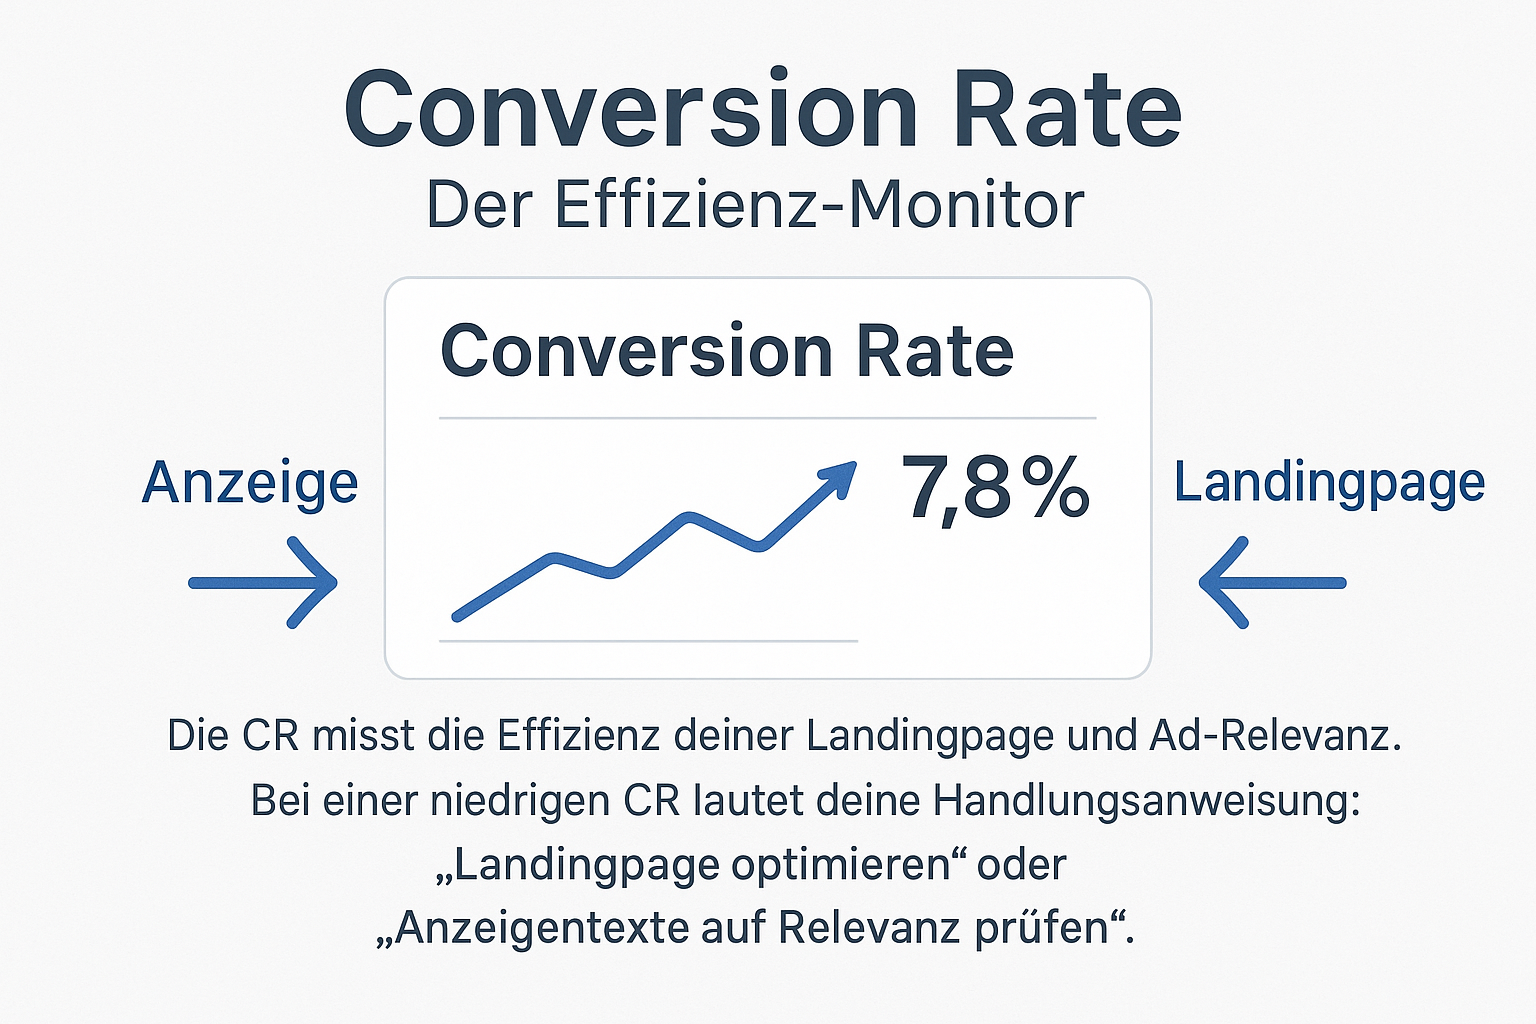 Conversion Rate
Der Effizienz-Monitor
Conversion Rate
Anzeige
7,8 %
Landingpage
Die CR misst die Effizienz deiner Landingpage und Ad-Relevanz.
Bei einer niedrigen CR lautet deine Handlungsanweisung:
„Landingpage optimieren“ oder
„Anzeigentexte auf Relevanz prűfen“.